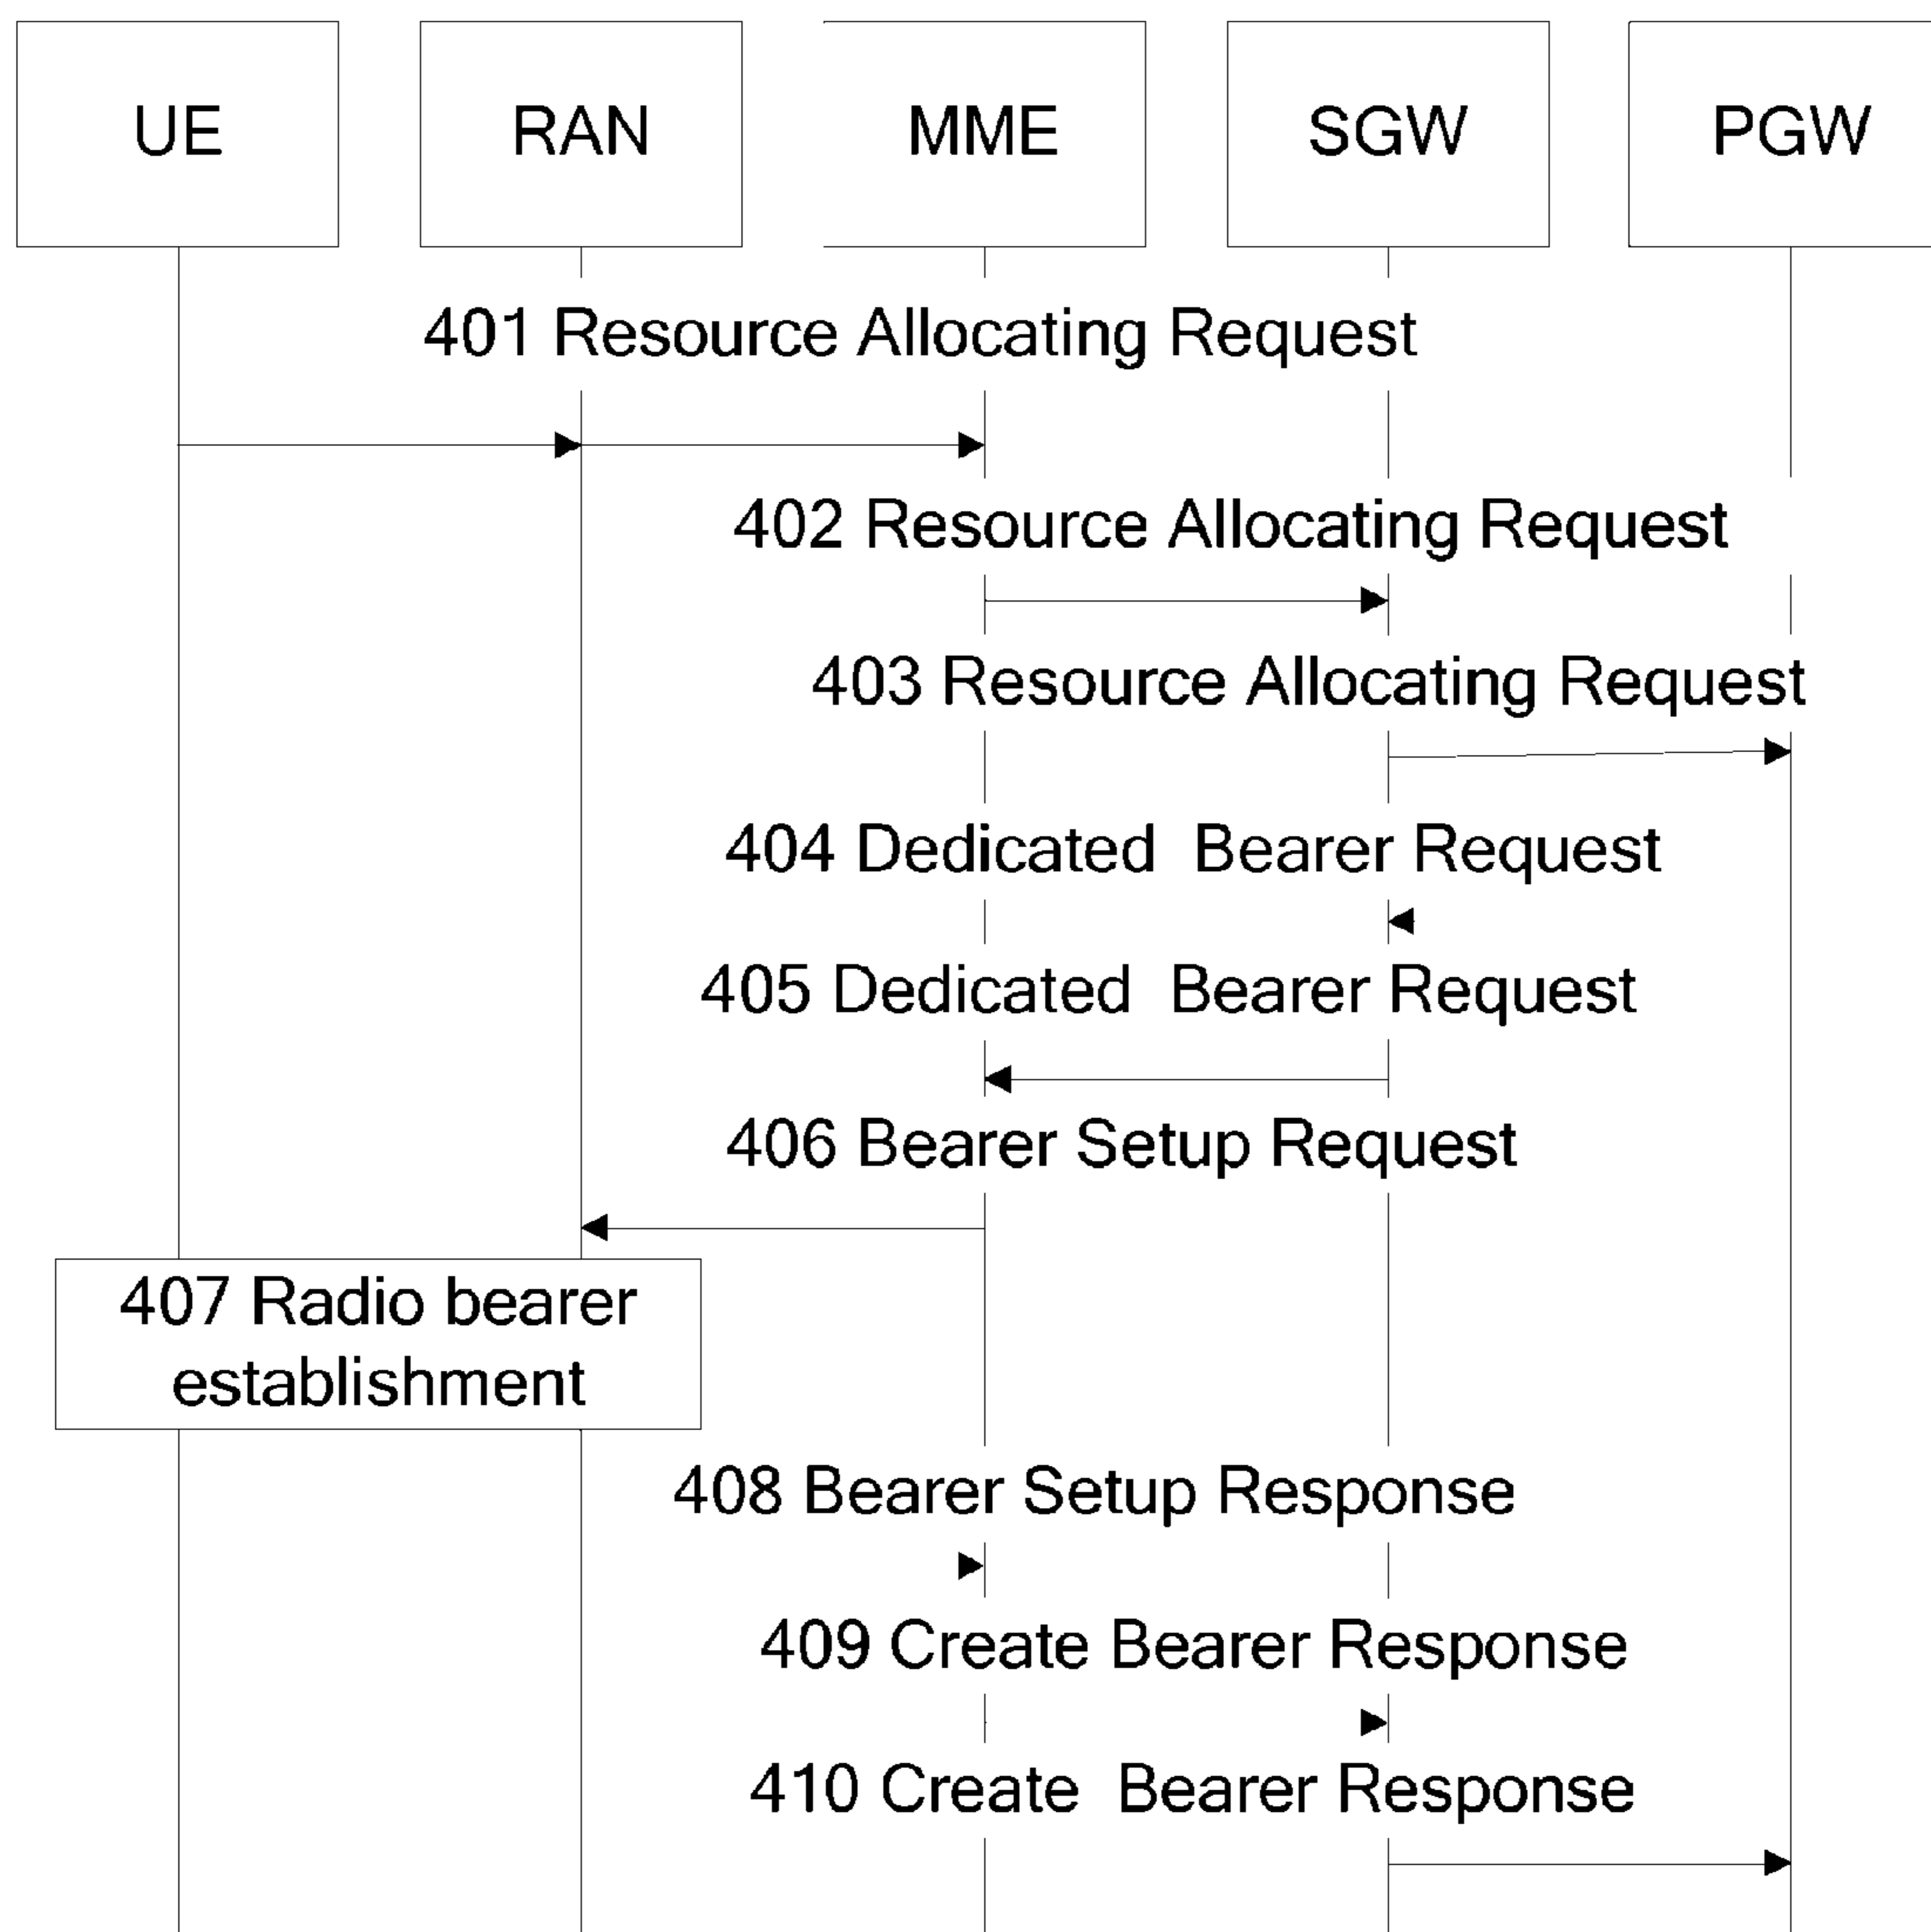 UE
RAN
MME
SGW
PGW
401 Resource Allocating Request
402 Resource Allocating Request
403 Resource Allocating Request
404 Dedicated Bearer Request
405 Dedicated Bearer Request
406 Bearer Setup Request
407 Radio bearer
establishment
408 Bearer Setup Response
409 Create Bearer Response
410 Create Bearer Response